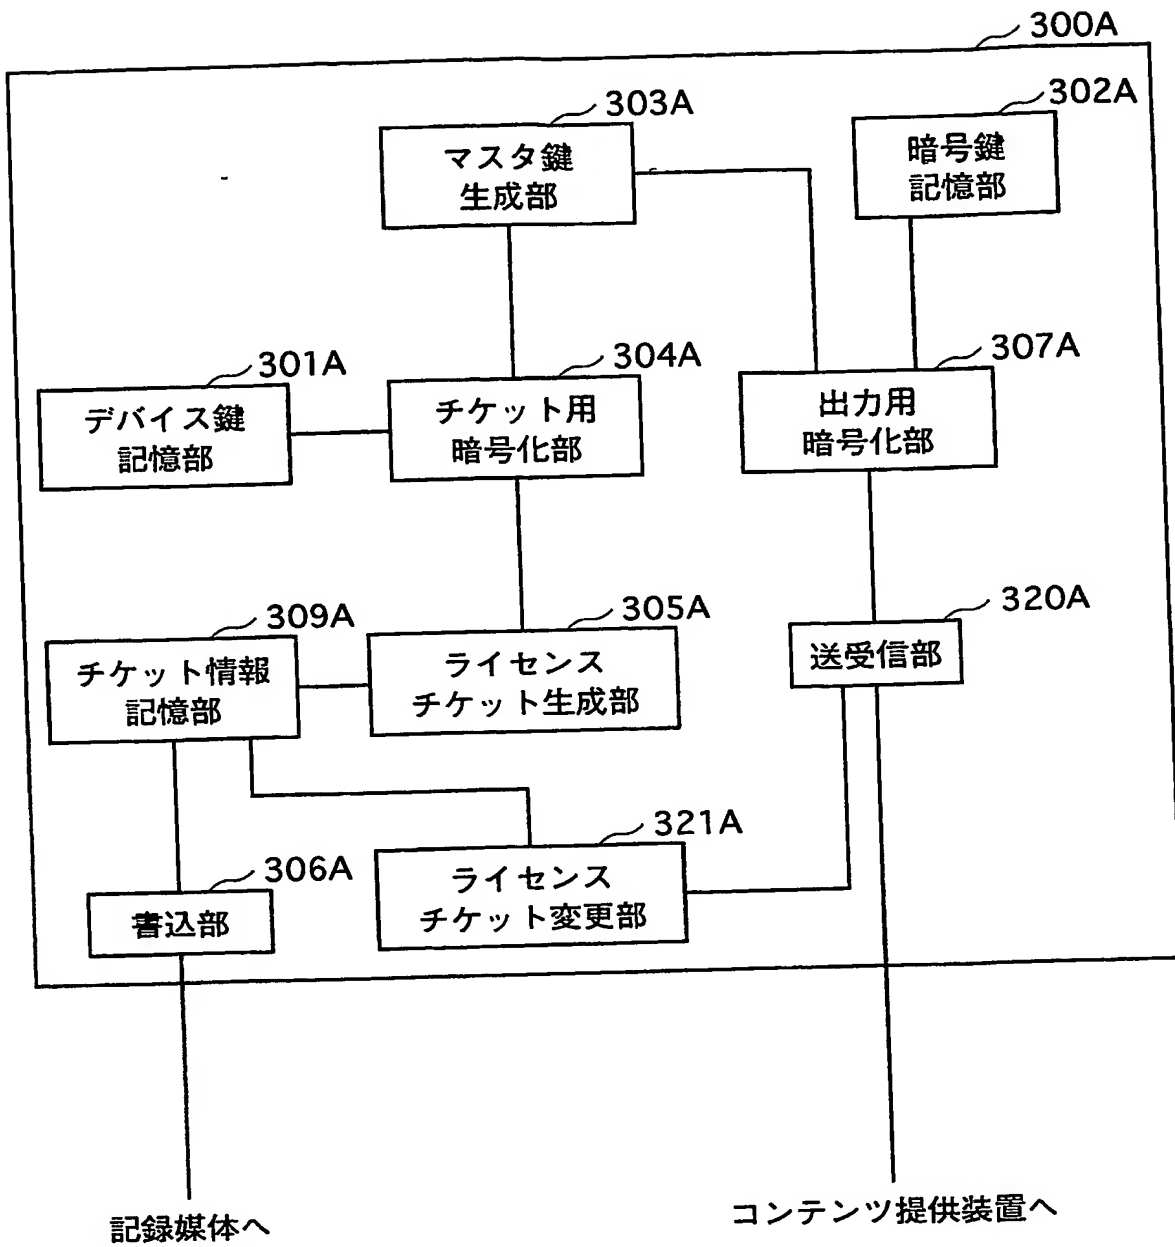 300A
303A
マスタ鍵
生成部
302A
暗号鍵
記憶部
301A
デバイス鍵
記憶部
304A
チケット用
暗号化部
307A
出力用
暗号化部
309A
チケット情報
記憶部
305A
ライセンス
チケット生成部
320A
送受信部
306A
書込部
321A
ライセンス
チケット変更部
記録媒体へ
コンテンツ提供装置へ